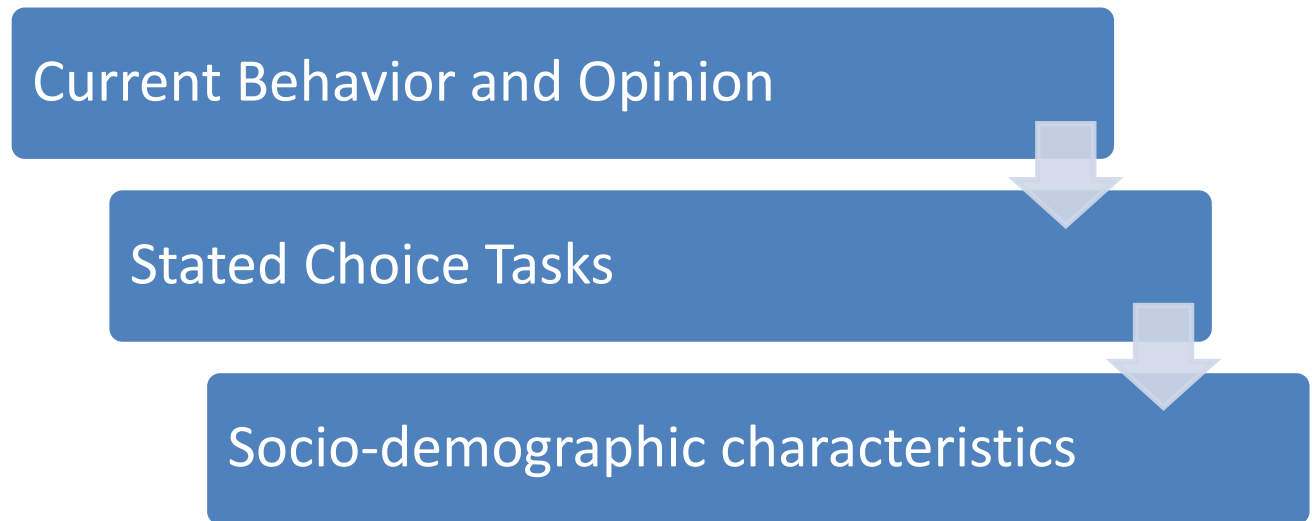 Current Behavior and Opinion
Stated Choice Tasks
Socio-demographic characteristics